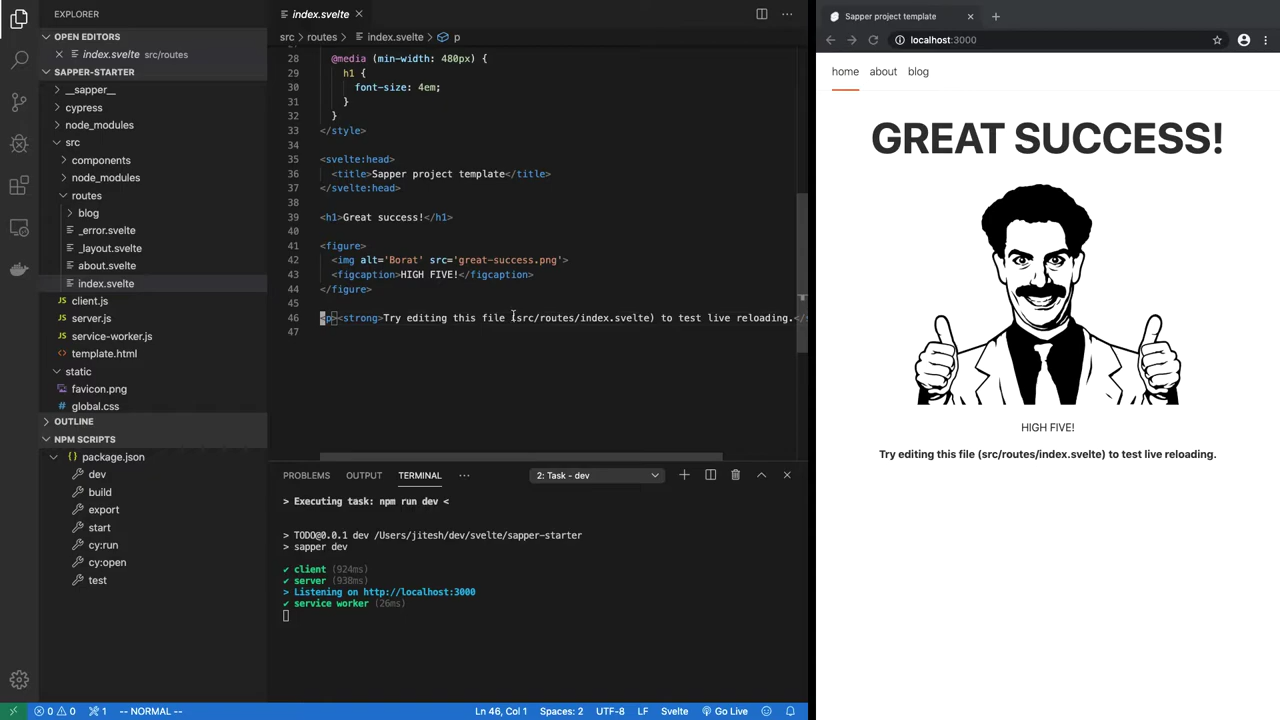 EXPLORER
OPEN EDITORS
index.svelte src/routes
SAPPER-STARTER
__sapper__
cypress
node_modules
src
components
node_modules
routes
blog
_error.svelte
_layout.svelte
about.svelte
index.svelte
JS client.js
JS server.js
JS service-worker.js
template.html
static
favicon.png
global.css
OUTLINE
NPM SCRIPTS
package.json
dev
build
export
start
cy:run
cy:open
test
index.svelte
src > routes > index.svelte > p
28 @media (min-width: 480px) {
29 h1 {
30 font-size: 4em;
31 }
32 }
33 </style>
34
35 <svelte:head>
36 <title>Sapper project template</title>
37 </svelte:head>
38
39 <h1>Great success!</h1>
40
41 <figure>
42 <img alt='Borat' src='great-success.png'>
43 <figcaption>HIGH FIVE!</figcaption>
44 </figure>
45
46 <p><strong>Try editing this file (src/routes/index.svelte) to test live reloading.</s
47
PROBLEMS OUTPUT TERMINAL ··· 2: Task - dev
> Executing task: npm run dev <
> TODO@0.0.1 dev /Users/jitesh/dev/svelte/sapper-starter
> sapper dev
✔ client (924ms)
✔ server (938ms)
> Listening on http://localhost:3000
✔ service worker (26ms)
0 0 1 -- NORMAL -- Ln 46, Col 1 Spaces: 2 UTF-8 LF Svelte Go Live
Sapper project template
localhost:3000
home about blog
GREAT SUCCESS!
HIGH FIVE!
Try editing this file (src/routes/index.svelte) to test live reloading.